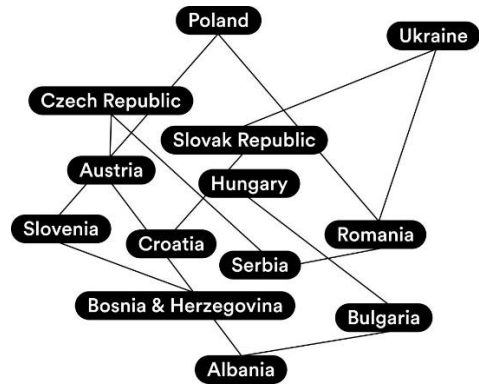 Poland
Ukraine
Czech Republic
Slovak Republic
Austria
Hungary
Slovenia
Croatia
Romania
Serbia
Bosnia & Herzegovina
Bulgaria
Albania